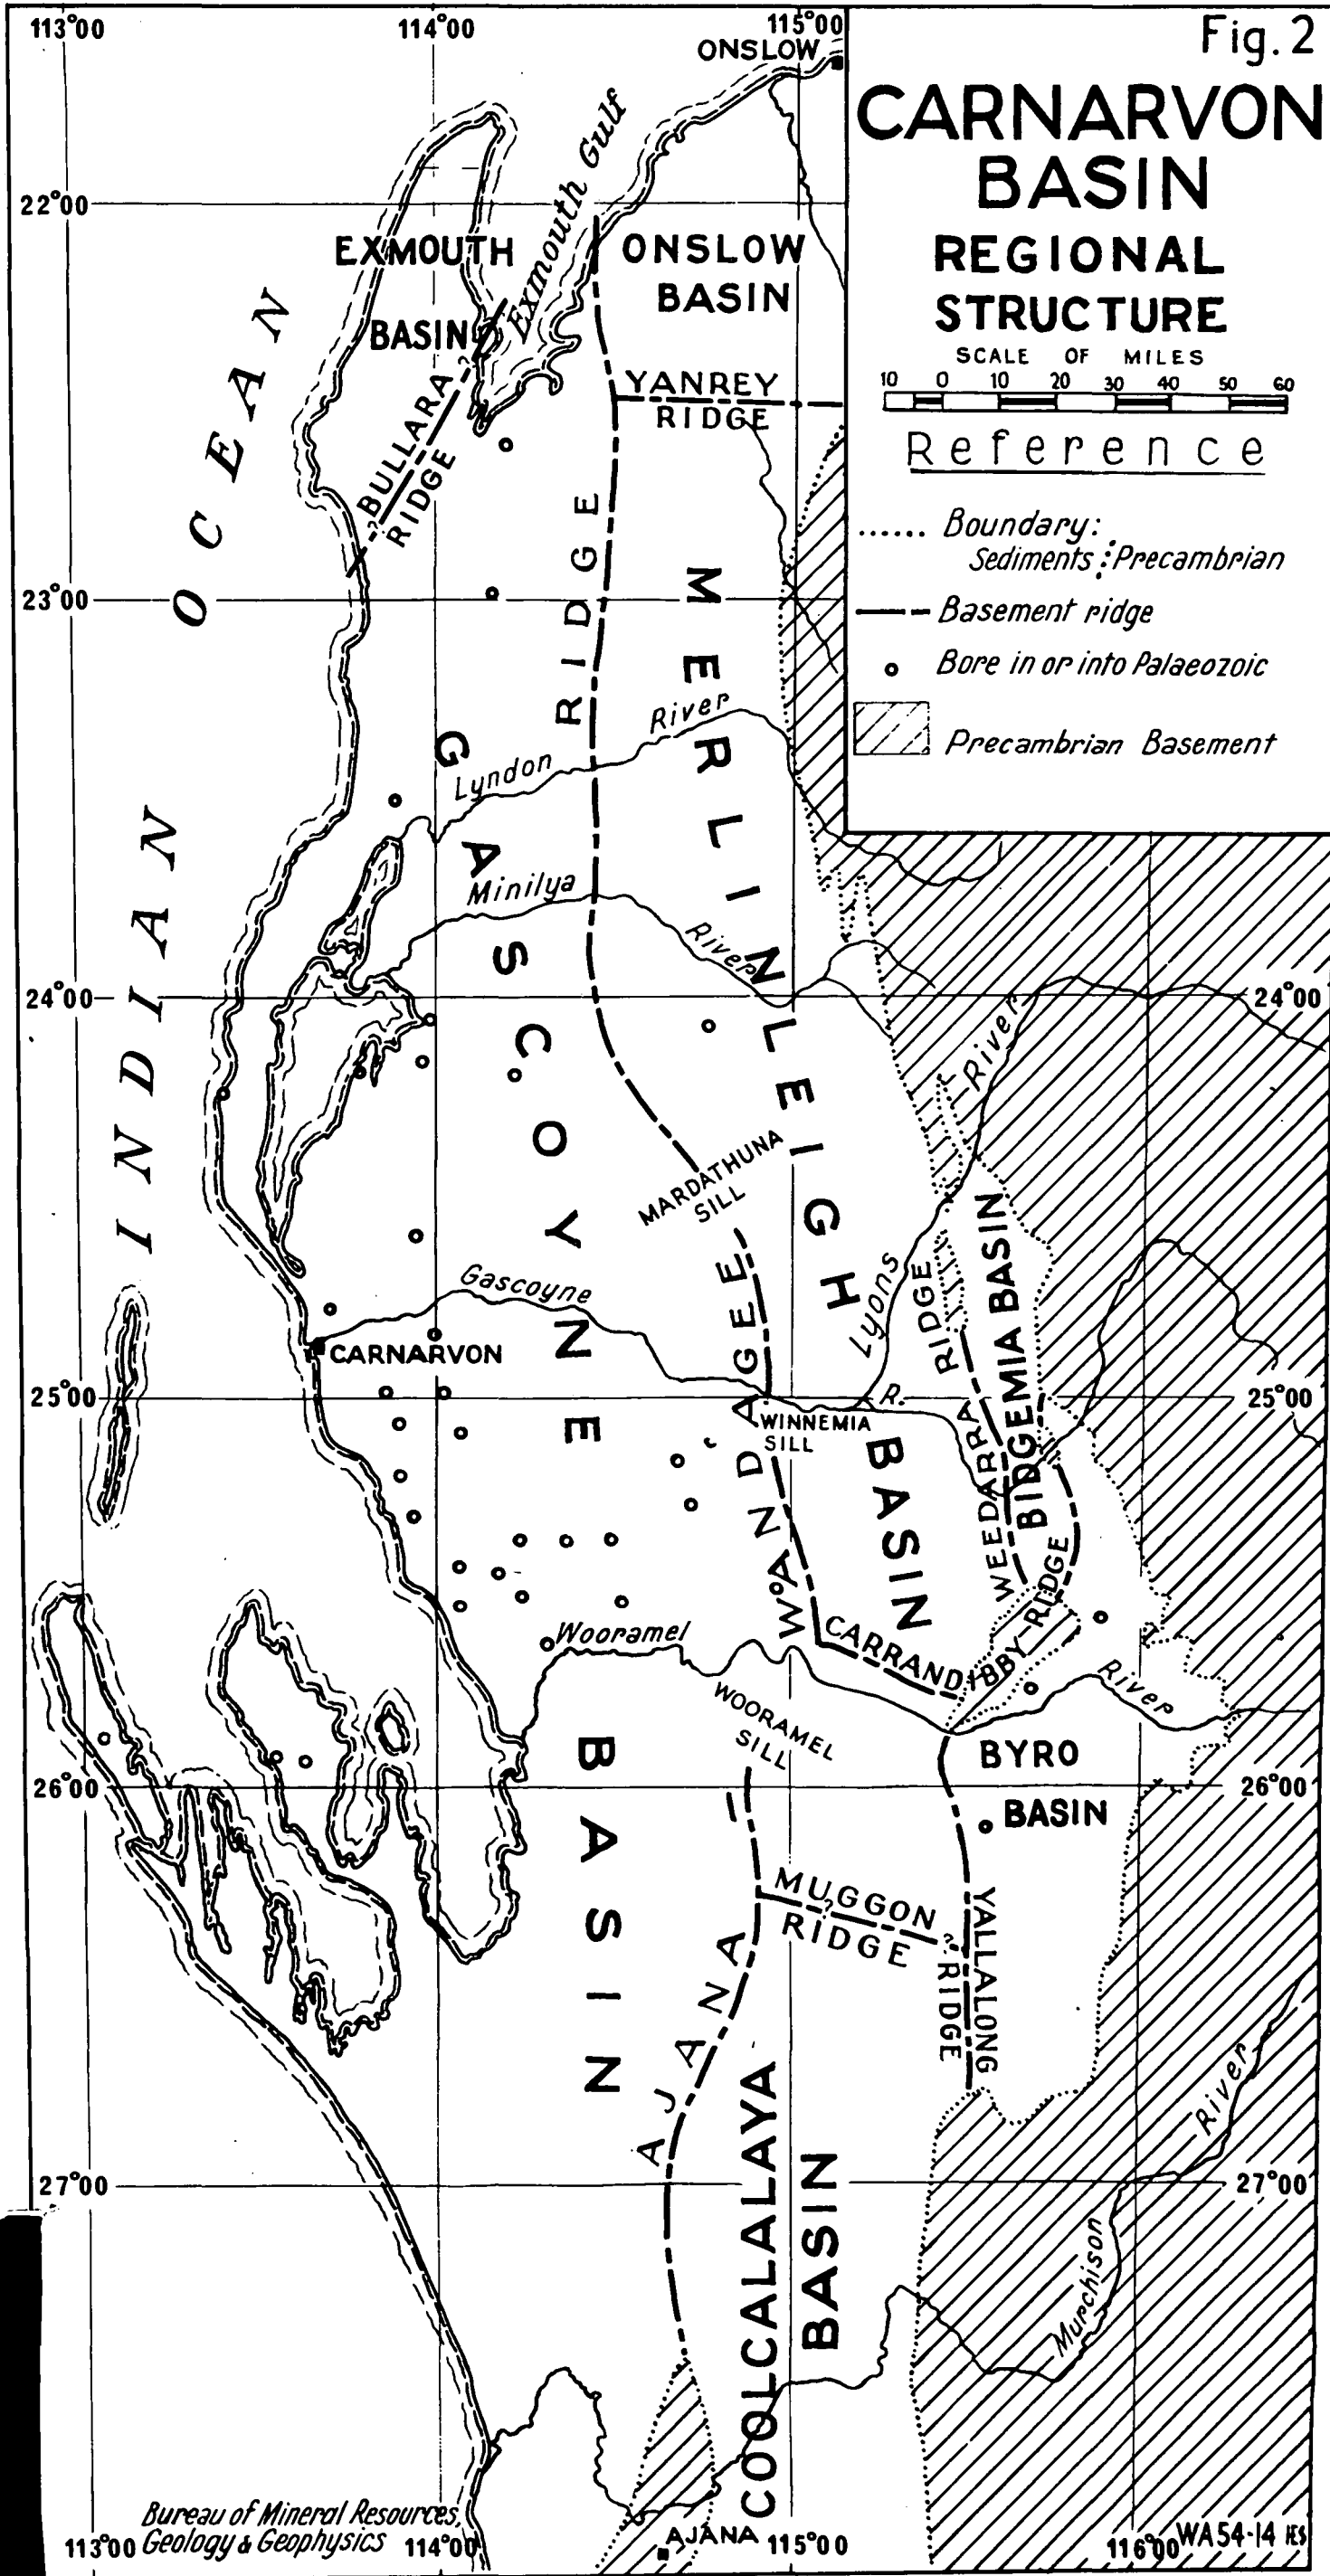 113°00
114°00
115°00
ONSLOW
Fig. 2
CARNARVON
BASIN
REGIONAL
STRUCTURE
SCALE OF MILES
10 0 10 20 30 40 50 60
Reference
Boundary:
Sediments : Precambrian
Basement ridge
Bore in or into Palaeozoic
Precambrian Basement
22°00
EXMOUTH
BASIN
Exmouth Gulf
ONSLOW
BASIN
YANREY
RIDGE
BULLARA
RIDGE
INDIAN OCEAN
23°00
RIDGE
MERLINLEIGH
BASIN
Lyndon River
Minilya River
GASCOYNE
BASIN
24°00
24°00
MARDATHUNA
SILL
Lyons River
WANDAGEE
Gascoyne R.
CARNARVON
25°00
25°00
WINNEMIA
SILL
WEEDARRA RIDGE
BIDGEMIA BASIN
CARRANDIBBY RIDGE
Wooramel River
WOORAMEL
SILL
BYRO
BASIN
26°00
26°00
MUGGON
RIDGE
YALLALONG
RIDGE
AJANA
COOLCALALAYA
BASIN
27°00
27°00
Murchison River
Bureau of Mineral Resources,
Geology & Geophysics
113°00
114°00
AJANA
115°00
116°00
WA54-14